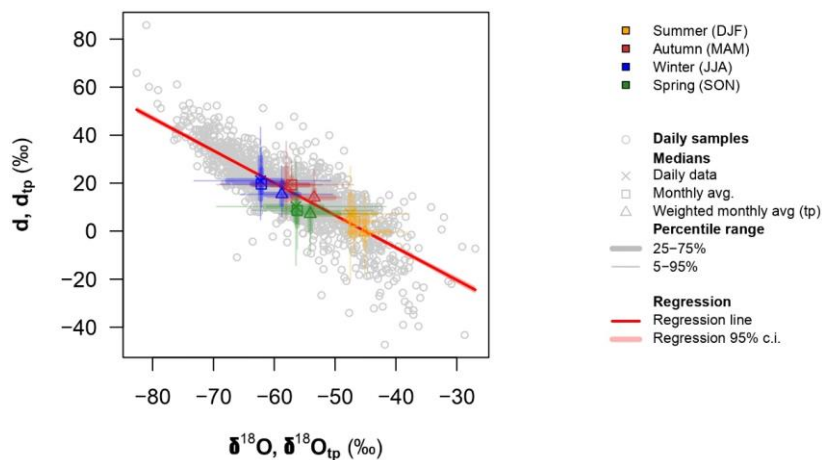 80
60
40
20
0
−20
−40
d, dtp (‰)
−80 −70 −60 −50 −40 −30
δ¹⁸O, δ¹⁸Otp (‰)
Summer (DJF)
Autumn (MAM)
Winter (JJA)
Spring (SON)
Daily samples
Medians
Daily data
Monthly avg.
Weighted monthly avg (tp)
Percentile range
25−75%
5−95%
Regression
Regression line
Regression 95% c.i.